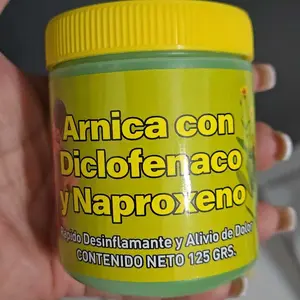 Arnica con
Diclofenaco
y Naproxeno
Rápido Desinflamante y Alivio de Dolor
CONTENIDO NETO 125 GRS.